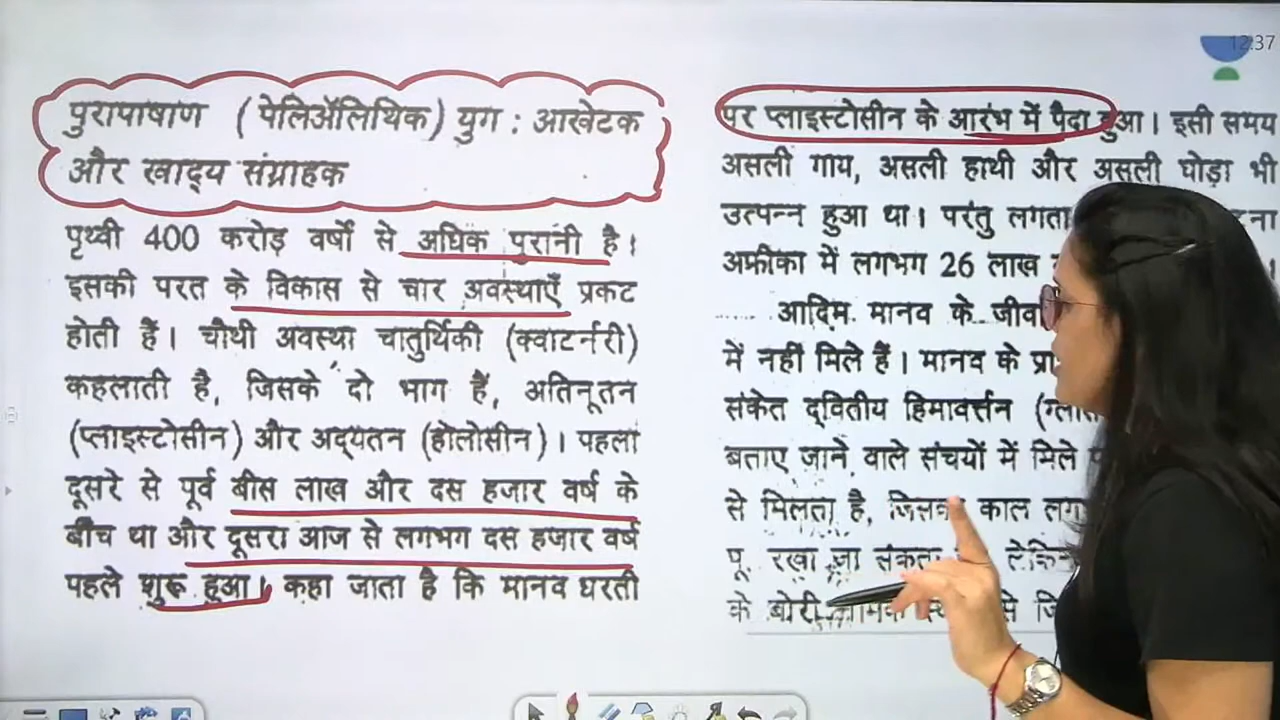 12:37
पुरापाषाण (पेलिऑलिथिक) युग : आखेटक
और खाद्य संग्राहक
पृथ्वी 400 करोड़ वर्षों से अधिक पुरानी है।
इसकी परत के विकास से चार अवस्थाएँ प्रकट
होती हैं। चौथी अवस्था चातुर्थिकी (क्वाटर्नरी)
कहलाती है, जिसके दो भाग हैं, अतिनूतन
(प्लाइस्टोसीन) और अद्यतन (होलोसीन)। पहला
दूसरे से पूर्व बीस लाख और दस हजार वर्ष के
बीच था और दूसरा आज से लगभग दस हजार वर्ष
पहले शुरू हुआ। कहा जाता है कि मानव धरती
पर प्लाइस्टोसीन के आरंभ में पैदा हुआ। इसी समय
असली गाय, असली हाथी और असली घोड़ा भी
उत्पन्न हुआ था। परंतु लगता
अफ्रीका में लगभग 26 लाख
आदिम मानव के
में नहीं मिले हैं। मानव के
संकेत द्वितीय हिमावर्त्तन
बताए जाने वाले संचयों में मिले
से मिलता है, काल
पू. रखा जा सकता
के बोरी